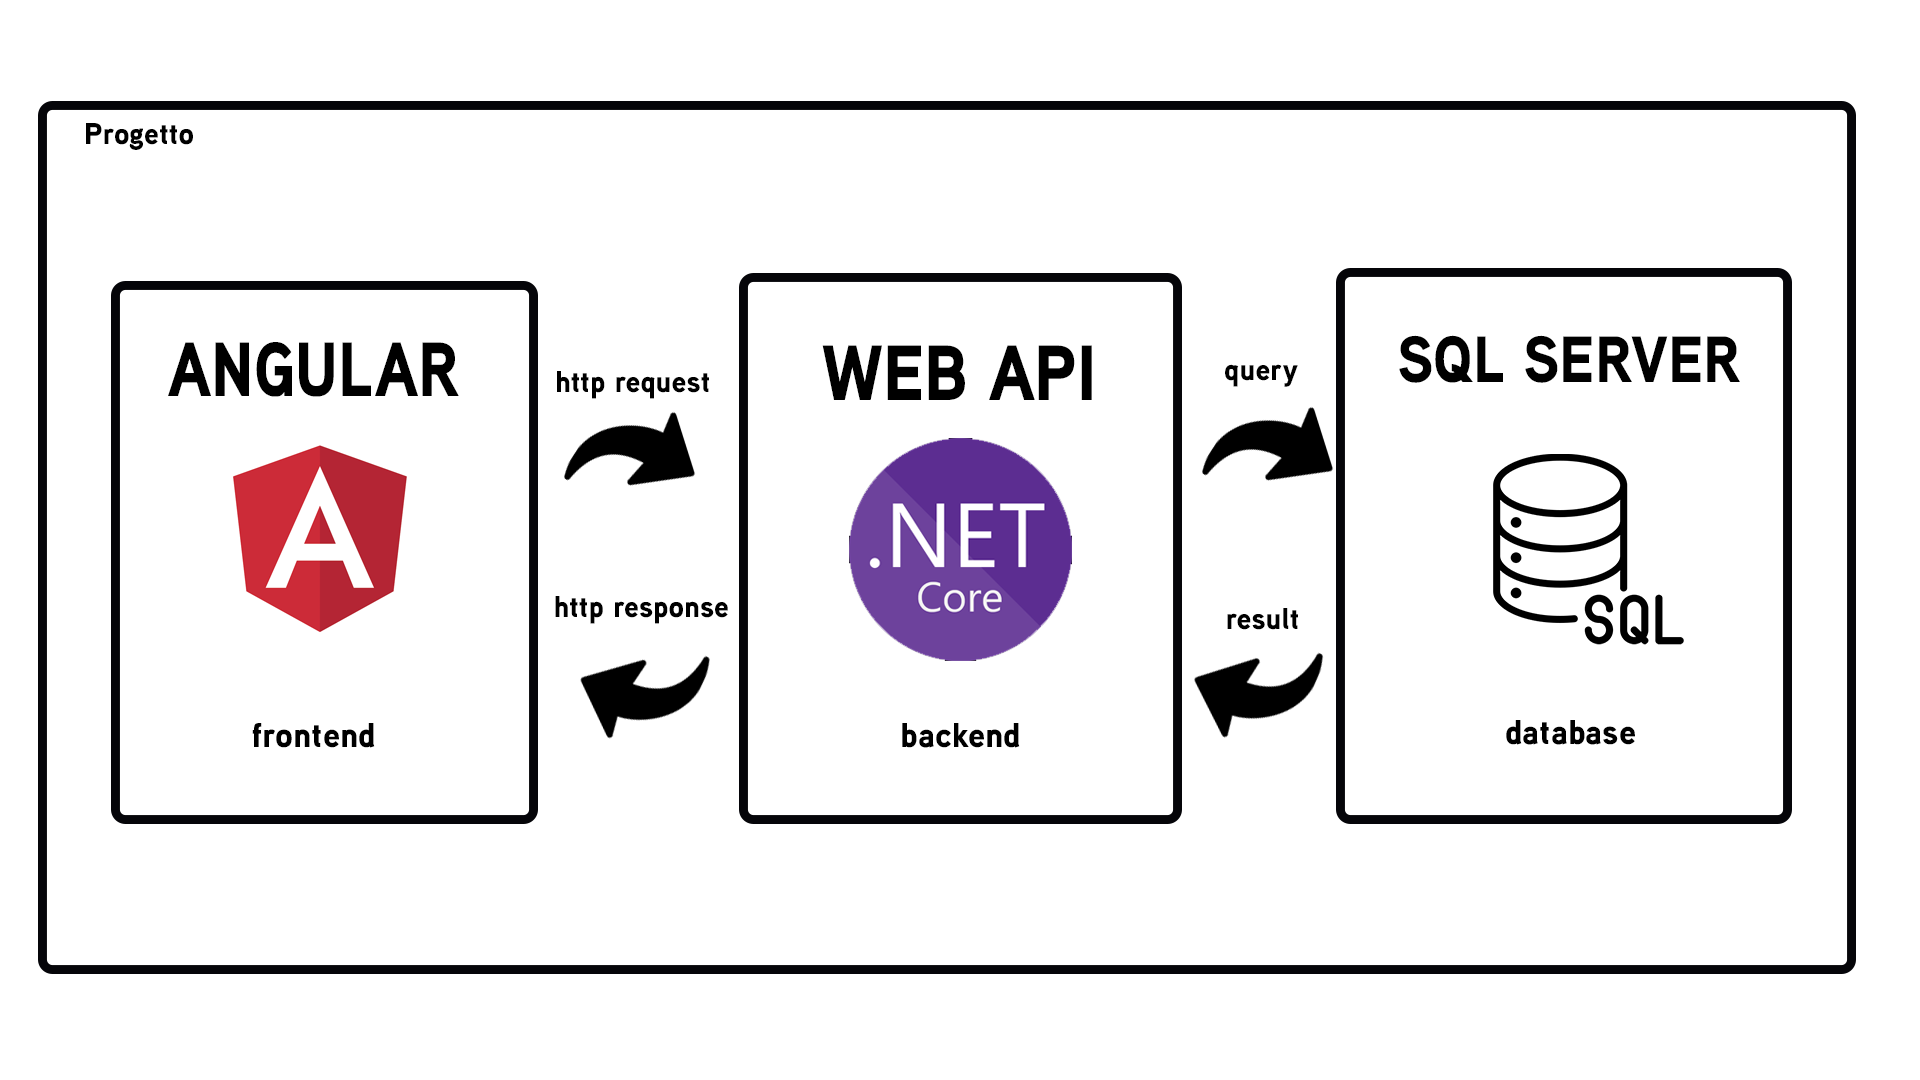 Progetto
ANGULAR
frontend
http request
http response
WEB API
.NET
Core
backend
query
result
SQL SERVER
SQL
database